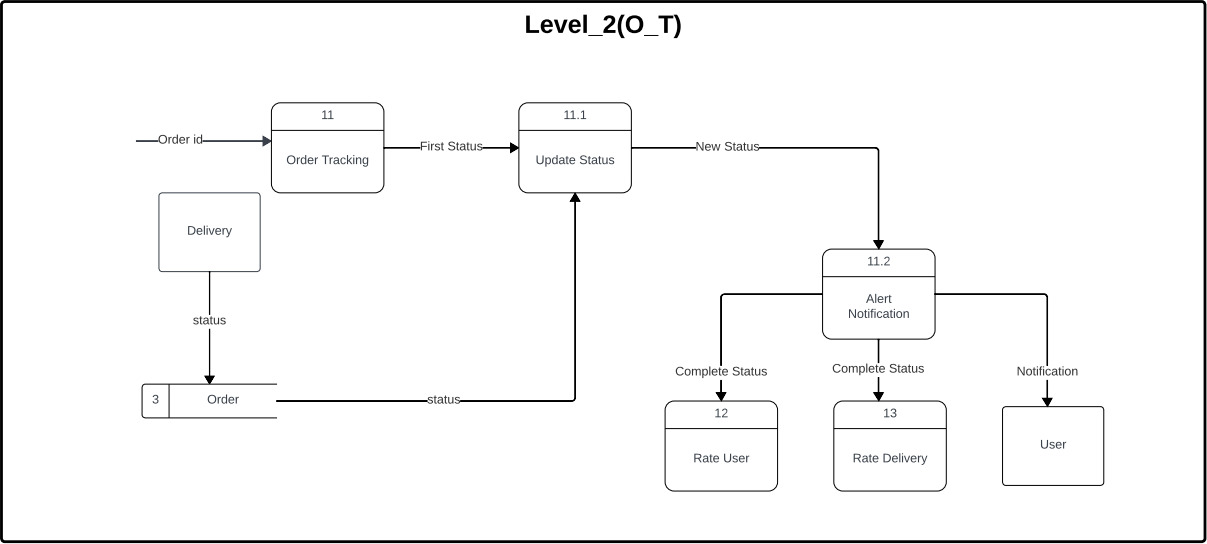 Level_2(O_T)
11
Order Tracking
11.1
Update Status
Order id
First Status
New Status
Delivery
status
3
Order
status
11.2
Alert
Notification
Complete Status
Complete Status
Notification
12
Rate User
13
Rate Delivery
User